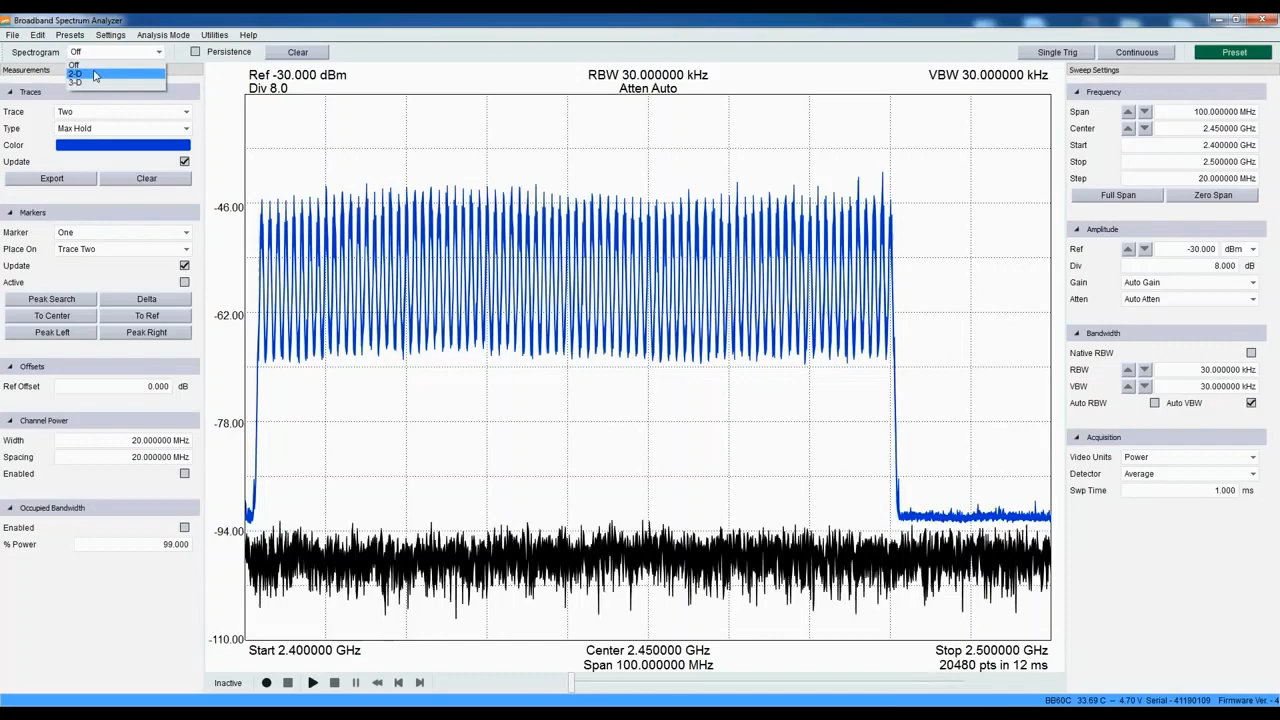 Broadband Spectrum Analyzer
File Edit Presets Settings Analysis Mode Utilities Help
Spectrogram Off Persistence Clear Single Trig Continuous Preset
Off
2-D
3-D
Measurements
Traces
Trace Two
Type Max Hold
Color
Update
Export Clear
Markers
Marker One
Place On Trace Two
Update
Active
Peak Search Delta
To Center To Ref
Peak Left Peak Right
Offsets
Ref Offset 0.000 dB
Channel Power
Width 20.000000 MHz
Spacing 20.000000 MHz
Enabled
Occupied Bandwidth
Enabled
% Power 99.000
Ref -30.000 dBm RBW 30.000000 kHz VBW 30.000000 kHz
Div 8.0 Atten Auto
-46.00
-62.00
-78.00
-94.00
-110.00
Start 2.400000 GHz Center 2.450000 GHz Stop 2.500000 GHz
Span 100.000000 MHz 20480 pts in 12 ms
Inactive
Sweep Settings
Frequency
Span 100.000000 MHz
Center 2.450000 GHz
Start 2.400000 GHz
Stop 2.500000 GHz
Step 20.000000 MHz
Full Span Zero Span
Amplitude
Ref -30.000 dBm
Div 8.000 dB
Gain Auto Gain
Atten Auto Atten
Bandwidth
Native RBW
RBW 30.000000 kHz
VBW 30.000000 kHz
Auto RBW Auto VBW
Acquisition
Video Units Power
Detector Average
Swp Time 1.000 ms
BB60C 33.69 C -- 4.70 V Serial - 41190109 Firmware Ver. - 4